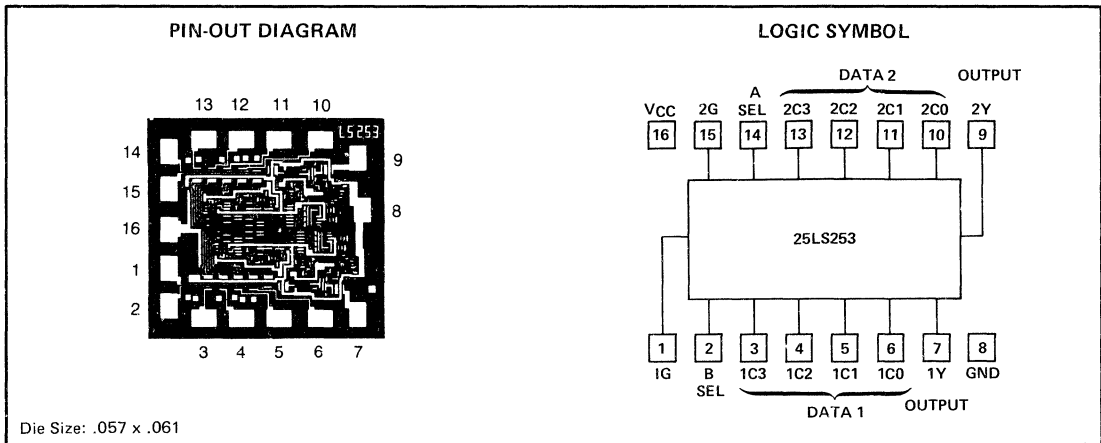 PIN-OUT DIAGRAM
13 12 11 10
LS253
14
9
15
8
16
1
2
3 4 5 6 7
Die Size: .057 x .061
LOGIC SYMBOL
DATA 2
OUTPUT
VCC 2G A SEL 2C3 2C2 2C1 2C0 2Y
16 15 14 13 12 11 10 9
25LS253
1 2 3 4 5 6 7 8
IG B SEL 1C3 1C2 1C1 1C0 1Y GND
DATA 1
OUTPUT